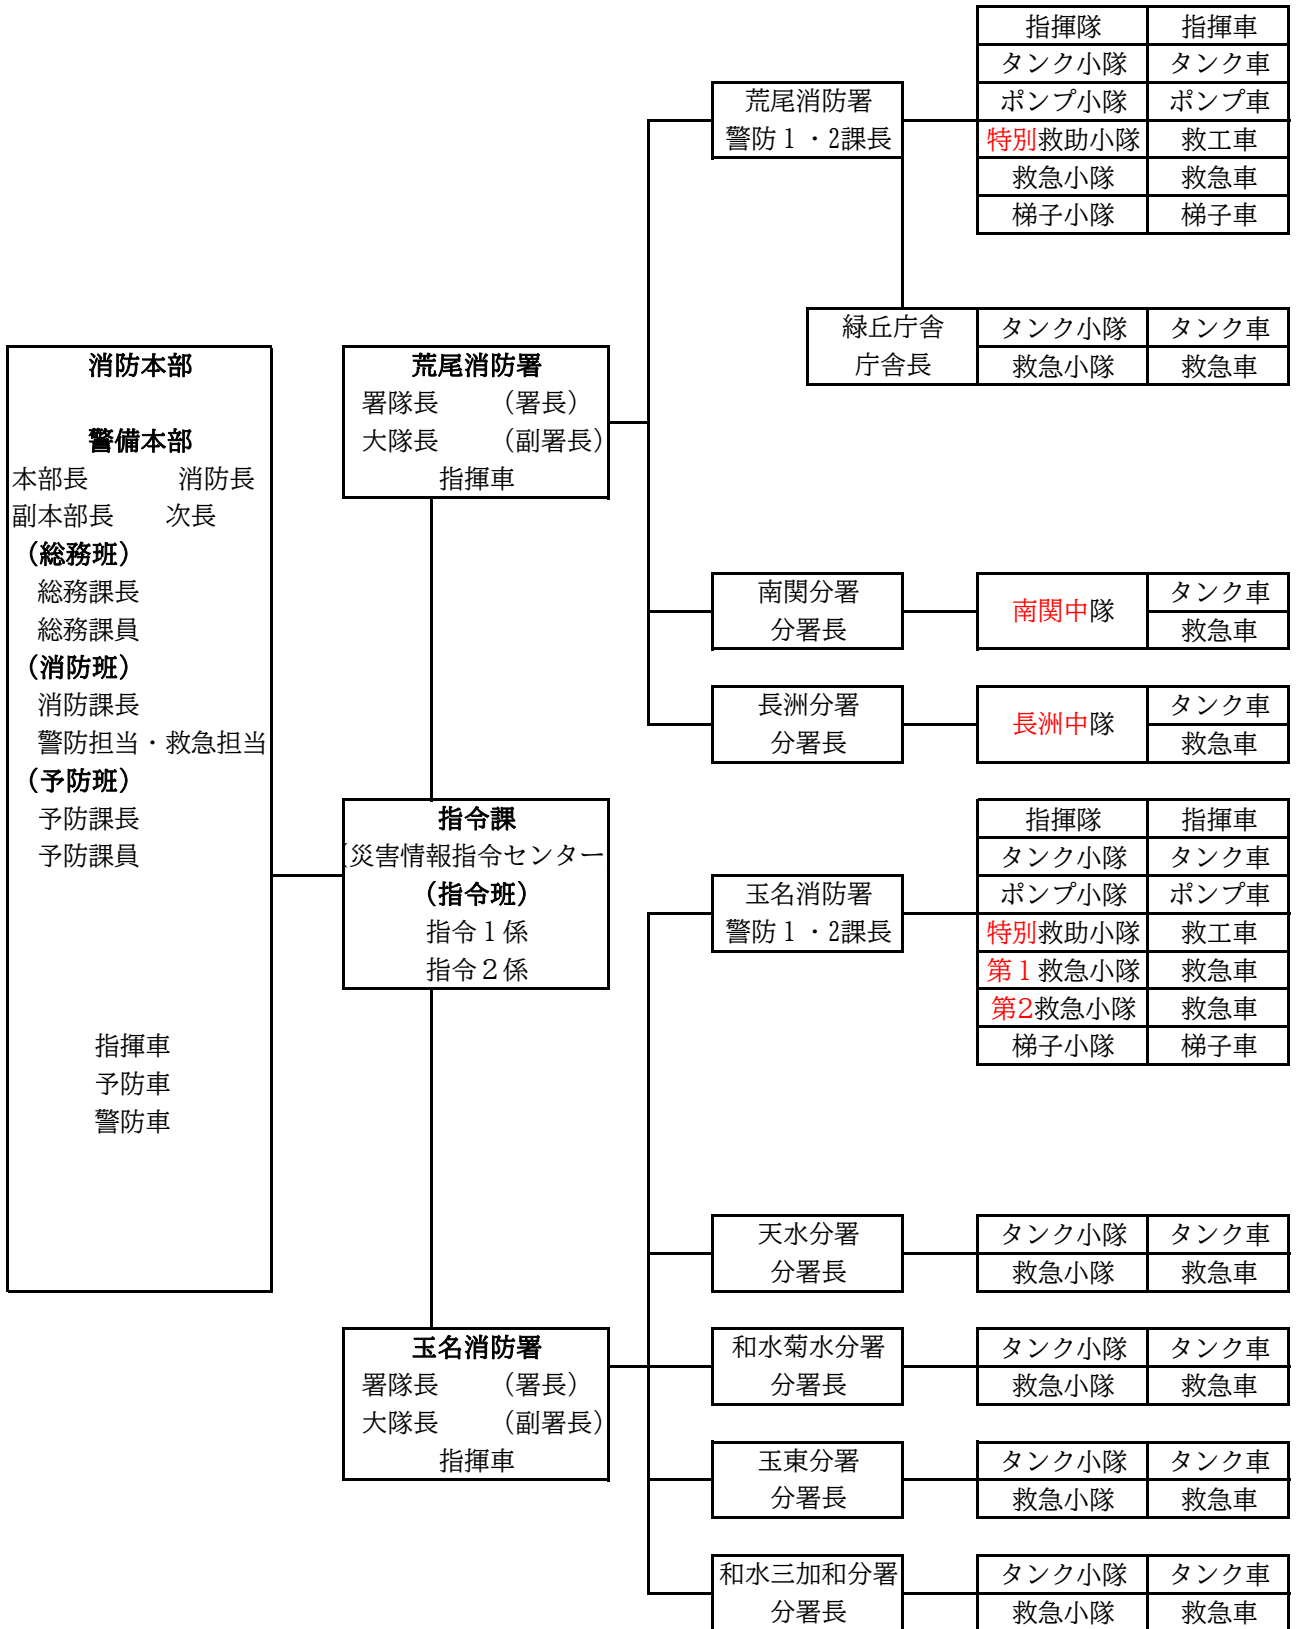 消防本部
警備本部
本部長 消防長
副本部長 次長
（総務班）
総務課長
総務課員
（消防班）
消防課長
警防担当・救急担当
（予防班）
予防課長
予防課員
指揮車
予防車
警防車
荒尾消防署
署隊長 （署長）
大隊長 （副署長）
指揮車
指令課
（災害情報指令センター
（指令班）
指令１係
指令２係
玉名消防署
署隊長 （署長）
大隊長 （副署長）
指揮車
荒尾消防署
警防１・2課長
指揮隊 指揮車
タンク小隊 タンク車
ポンプ小隊 ポンプ車
特別救助小隊 救工車
救急小隊 救急車
梯子小隊 梯子車
緑丘庁舎
庁舎長
タンク小隊 タンク車
救急小隊 救急車
南関分署
分署長
南関中隊
タンク車
救急車
長洲分署
分署長
長洲中隊
タンク車
救急車
玉名消防署
警防１・2課長
指揮隊 指揮車
タンク小隊 タンク車
ポンプ小隊 ポンプ車
特別救助小隊 救工車
第１救急小隊 救急車
第2救急小隊 救急車
梯子小隊 梯子車
天水分署
分署長
タンク小隊 タンク車
救急小隊 救急車
和水菊水分署
分署長
タンク小隊 タンク車
救急小隊 救急車
玉東分署
分署長
タンク小隊 タンク車
救急小隊 救急車
和水三加和分署
分署長
タンク小隊 タンク車
救急小隊 救急車